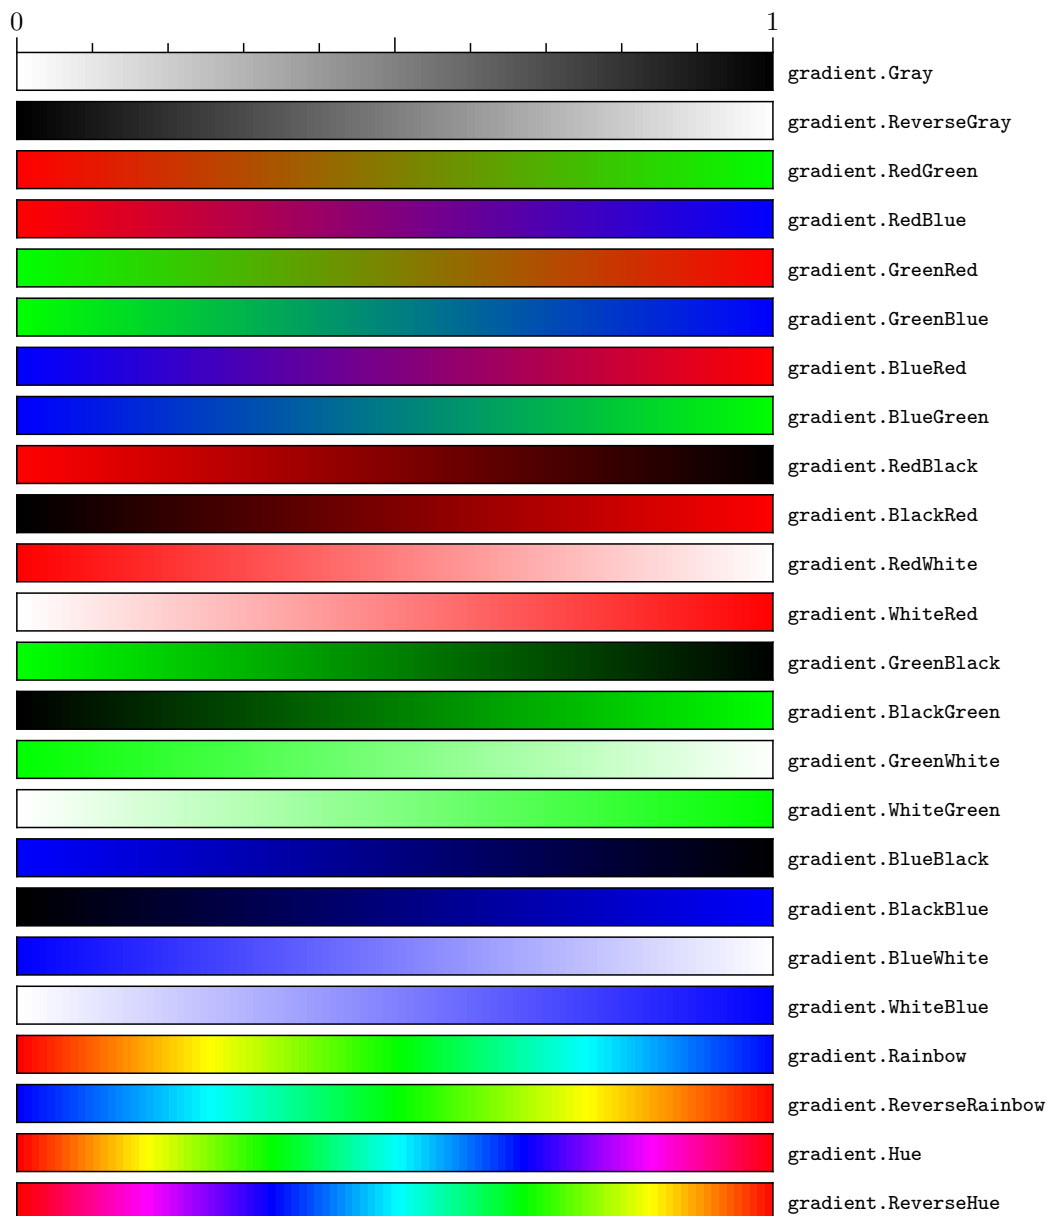 0 1
gradient.Gray
gradient.ReverseGray
gradient.RedGreen
gradient.RedBlue
gradient.GreenRed
gradient.GreenBlue
gradient.BlueRed
gradient.BlueGreen
gradient.RedBlack
gradient.BlackRed
gradient.RedWhite
gradient.WhiteRed
gradient.GreenBlack
gradient.BlackGreen
gradient.GreenWhite
gradient.WhiteGreen
gradient.BlueBlack
gradient.BlackBlue
gradient.BlueWhite
gradient.WhiteBlue
gradient.Rainbow
gradient.ReverseRainbow
gradient.Hue
gradient.ReverseHue